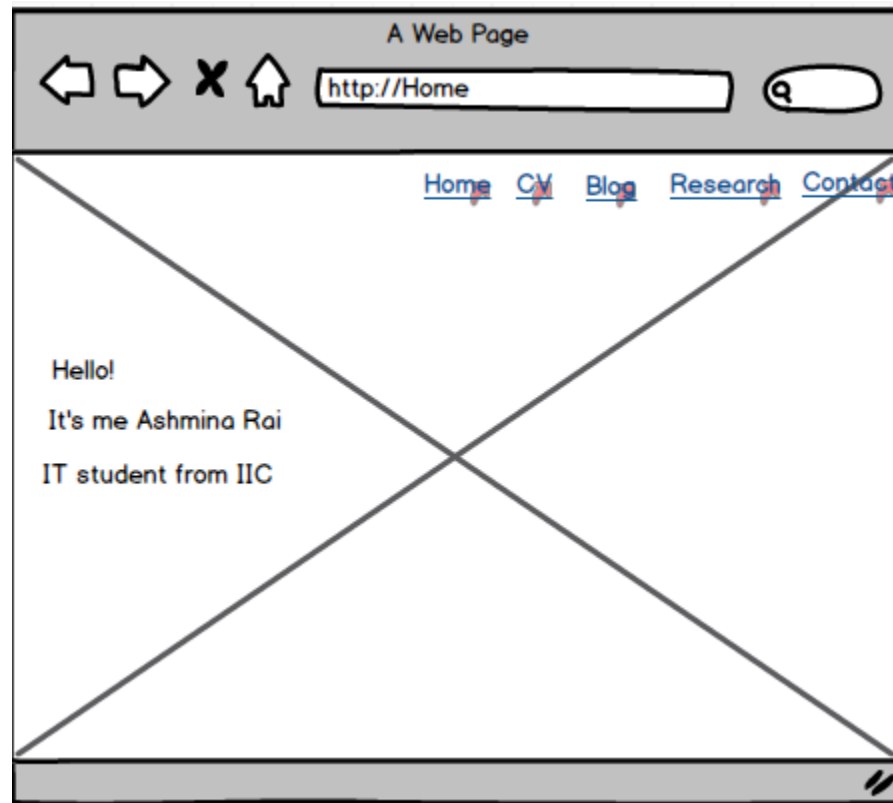 A Web Page
http://Home
Home CV Blog Research Contact
Hello!
It's me Ashmina Rai
IT student from IIC